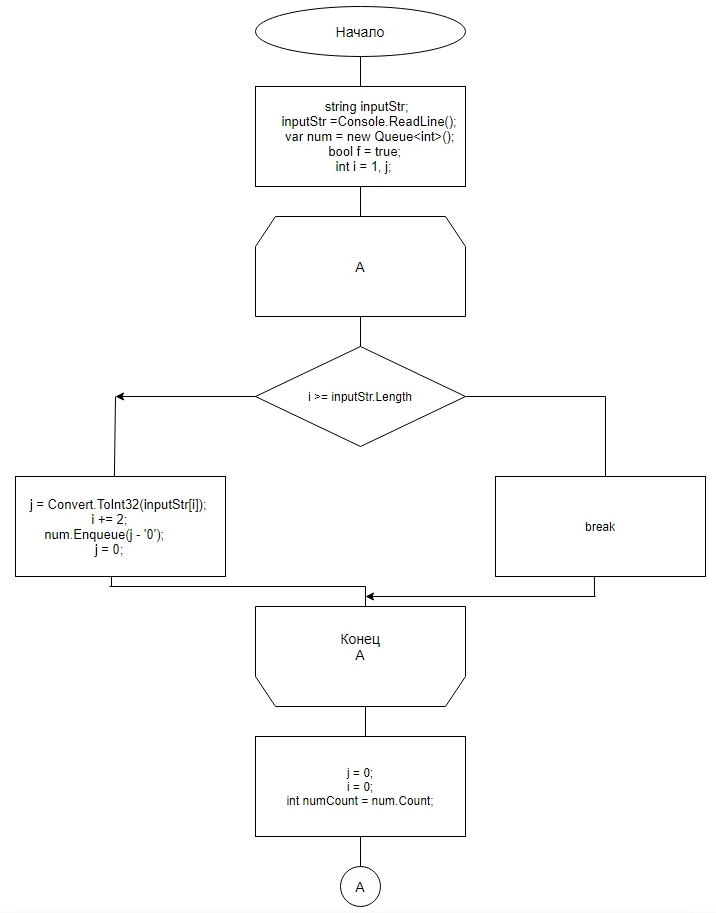 Начало
string inputStr;
inputStr =Console.ReadLine();
var num = new Queue<int>();
bool f = true;
int i = 1, j;
A
i >= inputStr.Length
j = Convert.ToInt32(inputStr[i]);
i += 2;
num.Enqueue(j - '0');
j = 0;
break
Конец
A
j = 0;
i = 0;
int numCount = num.Count;
A